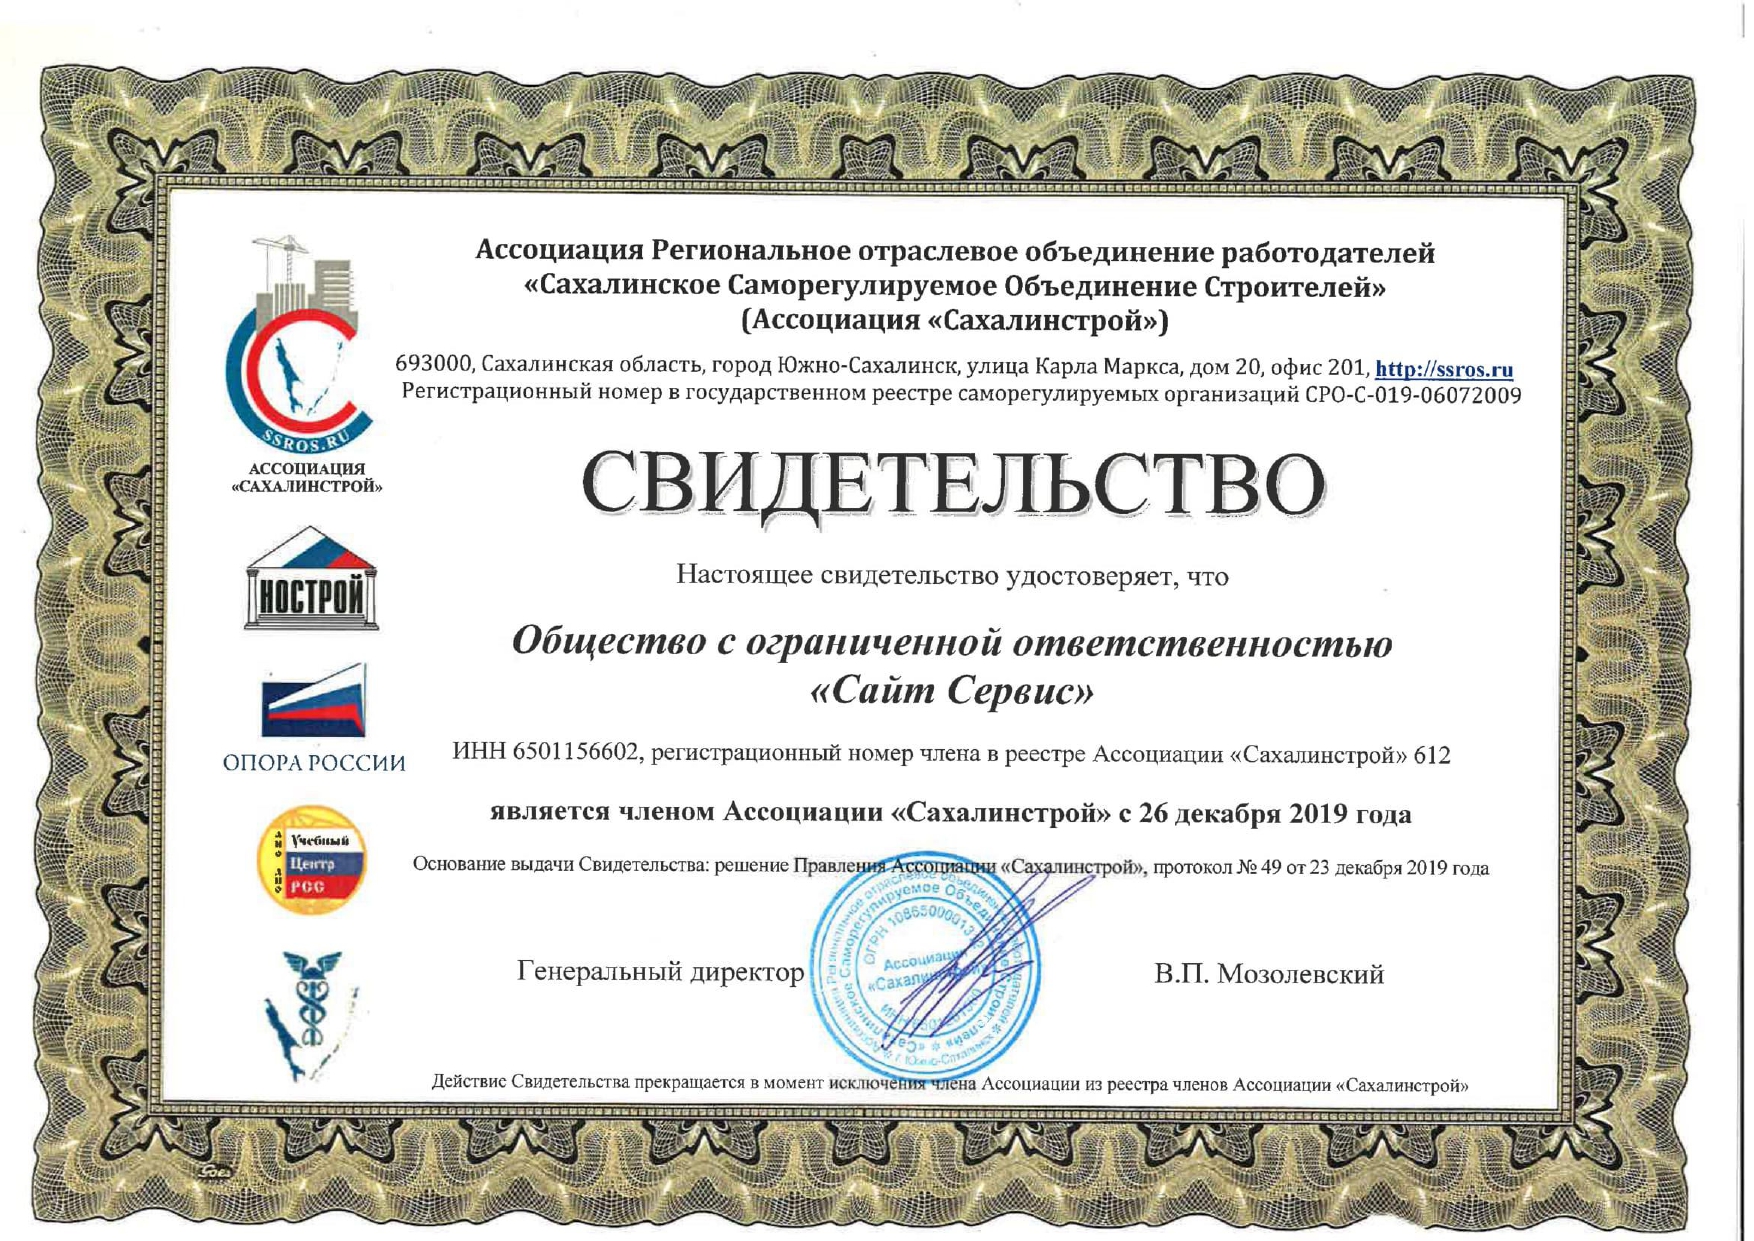 Ассоциация Региональное отраслевое объединение работодателей
«Сахалинское Саморегулируемое Объединение Строителей»
(Ассоциация «Сахалинстрой»)
693000, Сахалинская область, город Южно-Сахалинск, улица Карла Маркса, дом 20, офис 201, http://ssros.ru
Регистрационный номер в государственном реестре саморегулируемых организаций СРО-С-019-06072009
SSROS.RU
АССОЦИАЦИЯ
«САХАЛИНСТРОЙ»
СВИДЕТЕЛЬСТВО
Настоящее свидетельство удостоверяет, что
НОСТРОЙ
Общество с ограниченной ответственностью
«Сайт Сервис»
ОПОРА РОССИИ
ИНН 6501156602, регистрационный номер члена в реестре Ассоциации «Сахалинстрой» 612
является членом Ассоциации «Сахалинстрой» с 26 декабря 2019 года
Учебный
Центр
РСС
Основание выдачи Свидетельства: решение Правления Ассоциации «Сахалинстрой», протокол № 49 от 23 декабря 2019 года
Генеральный директор
Ассоциация
В.П. Мозолевский
Действие Свидетельства прекращается в момент исключения члена Ассоциации из реестра членов Ассоциации «Сахалинстрой»